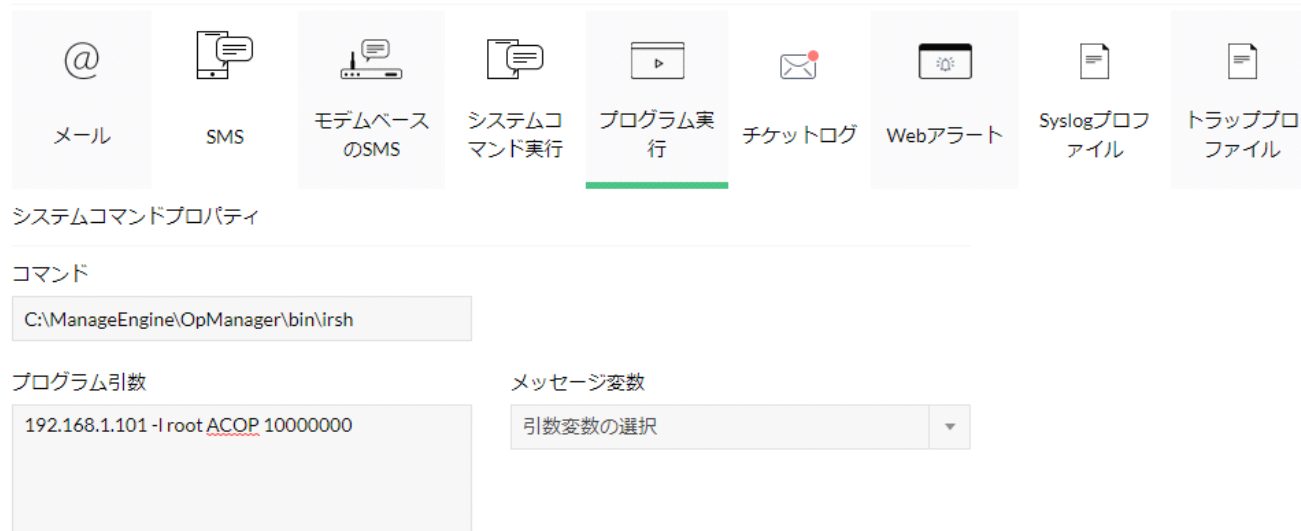 メール
SMS
モデムベース
のSMS
システムコ
マンド実行
プログラム実
行
チケットログ
Webアラート
Syslogプロフ
ァイル
トラッププロ
ファイル
システムコマンドプロパティ
コマンド
C:\ManageEngine\OpManager\bin\irsh
プログラム引数
メッセージ変数
192.168.1.101 -l root ACOP 10000000
引数変数の選択